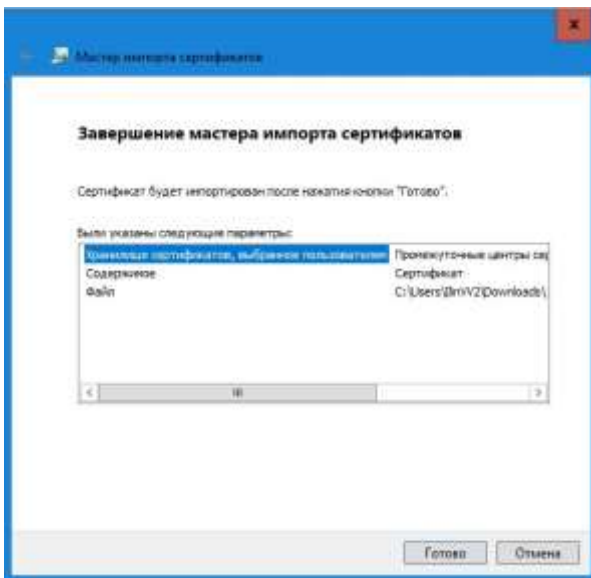 Мастер импорта сертификатов
Завершение мастера импорта сертификатов
Сертификат будет импортирован после нажатия кнопки "Готово".
Были указаны следующие параметры:
Хранилище сертификатов, выбранное пользователем Промежуточные центры сер
Содержимое Сертификат
Файл C:\Users\ \Downloads\
Готово Отмена